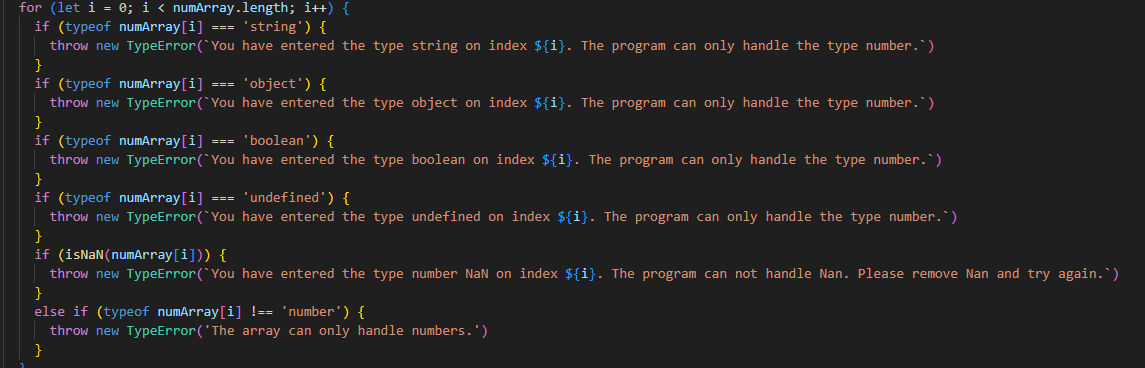 for (let i = 0; i < numArray.length; i++) {
  if (typeof numArray[i] === 'string') {
    throw new TypeError(`You have entered the type string on index ${i}. The program can only handle the type number.`)
  }
  if (typeof numArray[i] === 'object') {
    throw new TypeError(`You have entered the type object on index ${i}. The program can only handle the type number.`)
  }
  if (typeof numArray[i] === 'boolean') {
    throw new TypeError(`You have entered the type boolean on index ${i}. The program can only handle the type number.`)
  }
  if (typeof numArray[i] === 'undefined') {
    throw new TypeError(`You have entered the type undefined on index ${i}. The program can only handle the type number.`)
  }
  if (isNaN(numArray[i])) {
    throw new TypeError(`You have entered the type number NaN on index ${i}. The program can not handle Nan. Please remove Nan and try again.`)
  }
  else if (typeof numArray[i] !== 'number') {
    throw new TypeError('The array can only handle numbers.')
  }
}